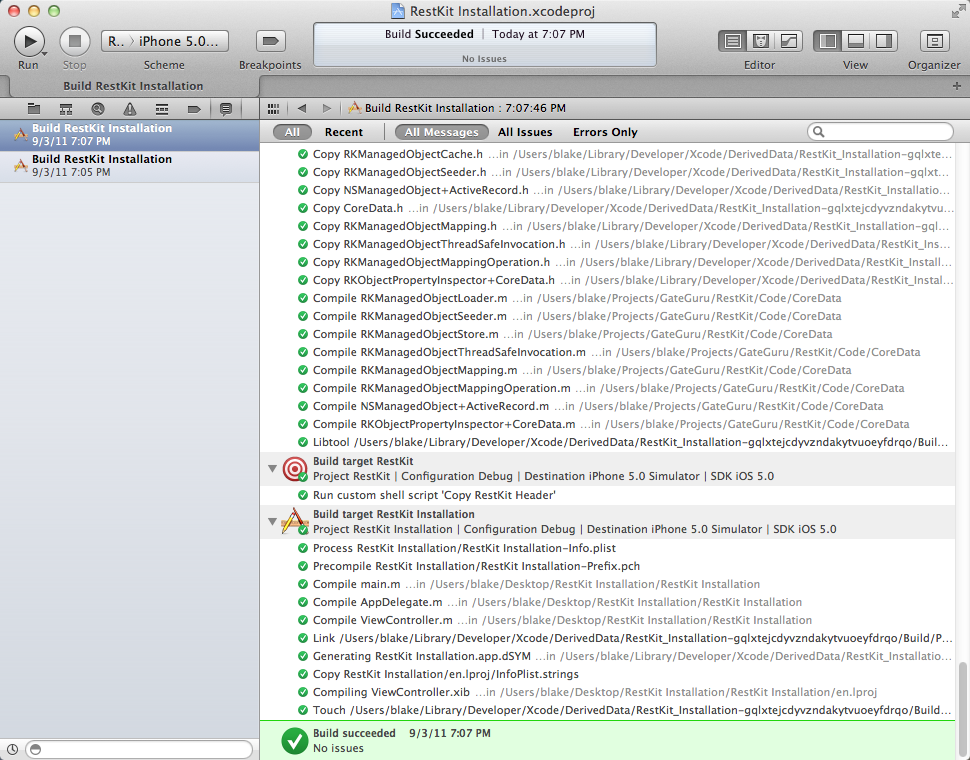 RestKit Installation.xcodeproj
Build Succeeded | Today at 7:07 PM
No Issues
R.. › iPhone 5.0...
Run
Stop
Scheme
Breakpoints
Editor
View
Organizer
Build RestKit Installation
Build RestKit Installation : 7:07:46 PM
Build RestKit Installation
9/3/11 7:07 PM
Build RestKit Installation
9/3/11 7:05 PM
All Recent All Messages All Issues Errors Only
Copy RKManagedObjectCache.h ...in /Users/blake/Library/Developer/Xcode/DerivedData/RestKit_Installation-gqlxte...
Copy RKManagedObjectSeeder.h ...in /Users/blake/Library/Developer/Xcode/DerivedData/RestKit_Installation-gqlxt...
Copy NSManagedObject+ActiveRecord.h ...in /Users/blake/Library/Developer/Xcode/DerivedData/RestKit_Installatio...
Copy CoreData.h ...in /Users/blake/Library/Developer/Xcode/DerivedData/RestKit_Installation-gqlxtejcdyvzndakytvu...
Copy RKManagedObjectMapping.h ...in /Users/blake/Library/Developer/Xcode/DerivedData/RestKit_Installation-gql...
Copy RKManagedObjectThreadSafeInvocation.h ...in /Users/blake/Library/Developer/Xcode/DerivedData/RestKit_Ins...
Copy RKManagedObjectMappingOperation.h ...in /Users/blake/Library/Developer/Xcode/DerivedData/RestKit_Install...
Copy RKObjectPropertyInspector+CoreData.h ...in /Users/blake/Library/Developer/Xcode/DerivedData/RestKit_Install...
Compile RKManagedObjectLoader.m ...in /Users/blake/Projects/GateGuru/RestKit/Code/CoreData
Compile RKManagedObjectSeeder.m ...in /Users/blake/Projects/GateGuru/RestKit/Code/CoreData
Compile RKManagedObjectStore.m ...in /Users/blake/Projects/GateGuru/RestKit/Code/CoreData
Compile RKManagedObjectThreadSafeInvocation.m ...in /Users/blake/Projects/GateGuru/RestKit/Code/CoreData
Compile RKManagedObjectMapping.m ...in /Users/blake/Projects/GateGuru/RestKit/Code/CoreData
Compile RKManagedObjectMappingOperation.m ...in /Users/blake/Projects/GateGuru/RestKit/Code/CoreData
Compile NSManagedObject+ActiveRecord.m ...in /Users/blake/Projects/GateGuru/RestKit/Code/CoreData
Compile RKObjectPropertyInspector+CoreData.m ...in /Users/blake/Projects/GateGuru/RestKit/Code/CoreData
Libtool /Users/blake/Library/Developer/Xcode/DerivedData/RestKit_Installation-gqlxtejcdyvzndakytvuoeyfdrqo/Buil...
Build target RestKit
Project RestKit | Configuration Debug | Destination iPhone 5.0 Simulator | SDK iOS 5.0
Run custom shell script 'Copy RestKit Header'
Build target RestKit Installation
Project RestKit Installation | Configuration Debug | Destination iPhone 5.0 Simulator | SDK iOS 5.0
Process RestKit Installation/RestKit Installation-Info.plist
Precompile RestKit Installation/RestKit Installation-Prefix.pch
Compile main.m ...in /Users/blake/Desktop/RestKit Installation/RestKit Installation
Compile AppDelegate.m ...in /Users/blake/Desktop/RestKit Installation/RestKit Installation
Compile ViewController.m ...in /Users/blake/Desktop/RestKit Installation/RestKit Installation
Link /Users/blake/Library/Developer/Xcode/DerivedData/RestKit_Installation-gqlxtejcdyvzndakytvuoeyfdrqo/Build/P...
Generating RestKit Installation.app.dSYM ...in /Users/blake/Library/Developer/Xcode/DerivedData/RestKit_Installatio...
Copy RestKit Installation/en.lproj/InfoPlist.strings
Compiling ViewController.xib ...in /Users/blake/Desktop/RestKit Installation/RestKit Installation/en.lproj
Touch /Users/blake/Library/Developer/Xcode/DerivedData/RestKit_Installation-gqlxtejcdyvzndakytvuoeyfdrqo/Build...
Build succeeded 9/3/11 7:07 PM
No issues